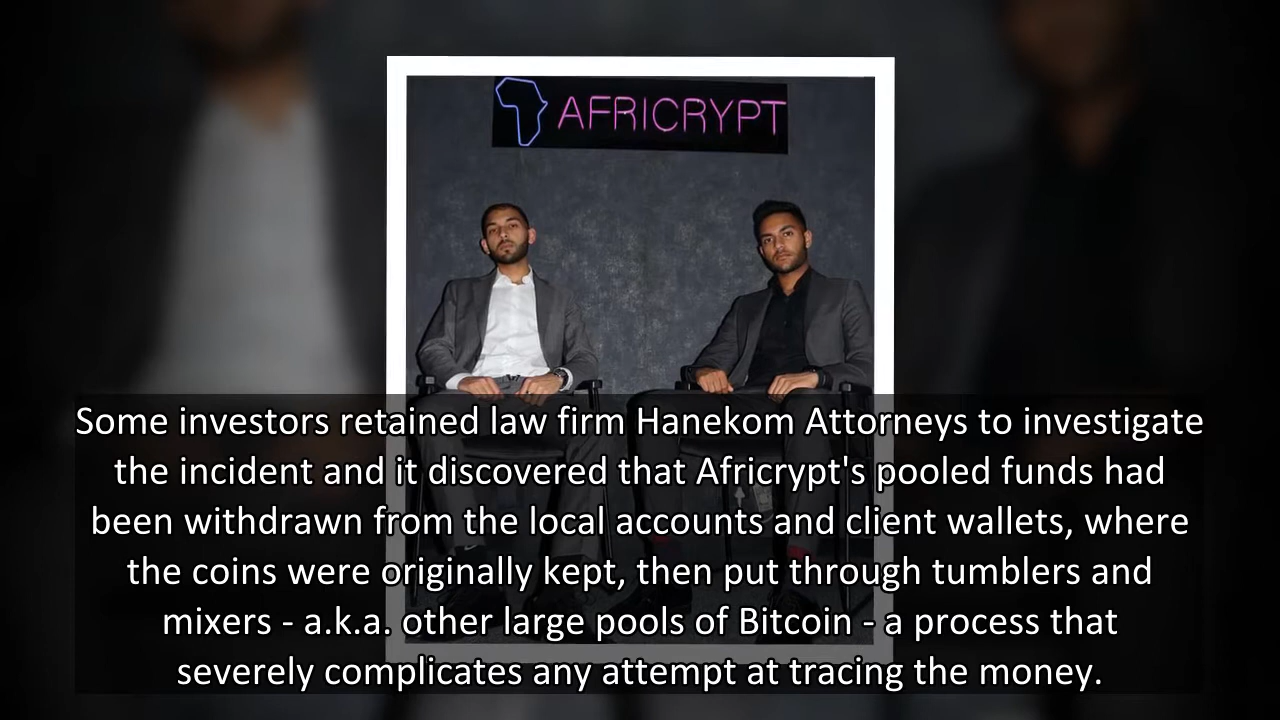 AFRICRYPT
Some investors retained law firm Hanekom Attorneys to investigate
the incident and it discovered that Africrypt's pooled funds had
been withdrawn from the local accounts and client wallets, where
the coins were originally kept, then put through tumblers and
mixers - a.k.a. other large pools of Bitcoin - a process that
severely complicates any attempt at tracing the money.